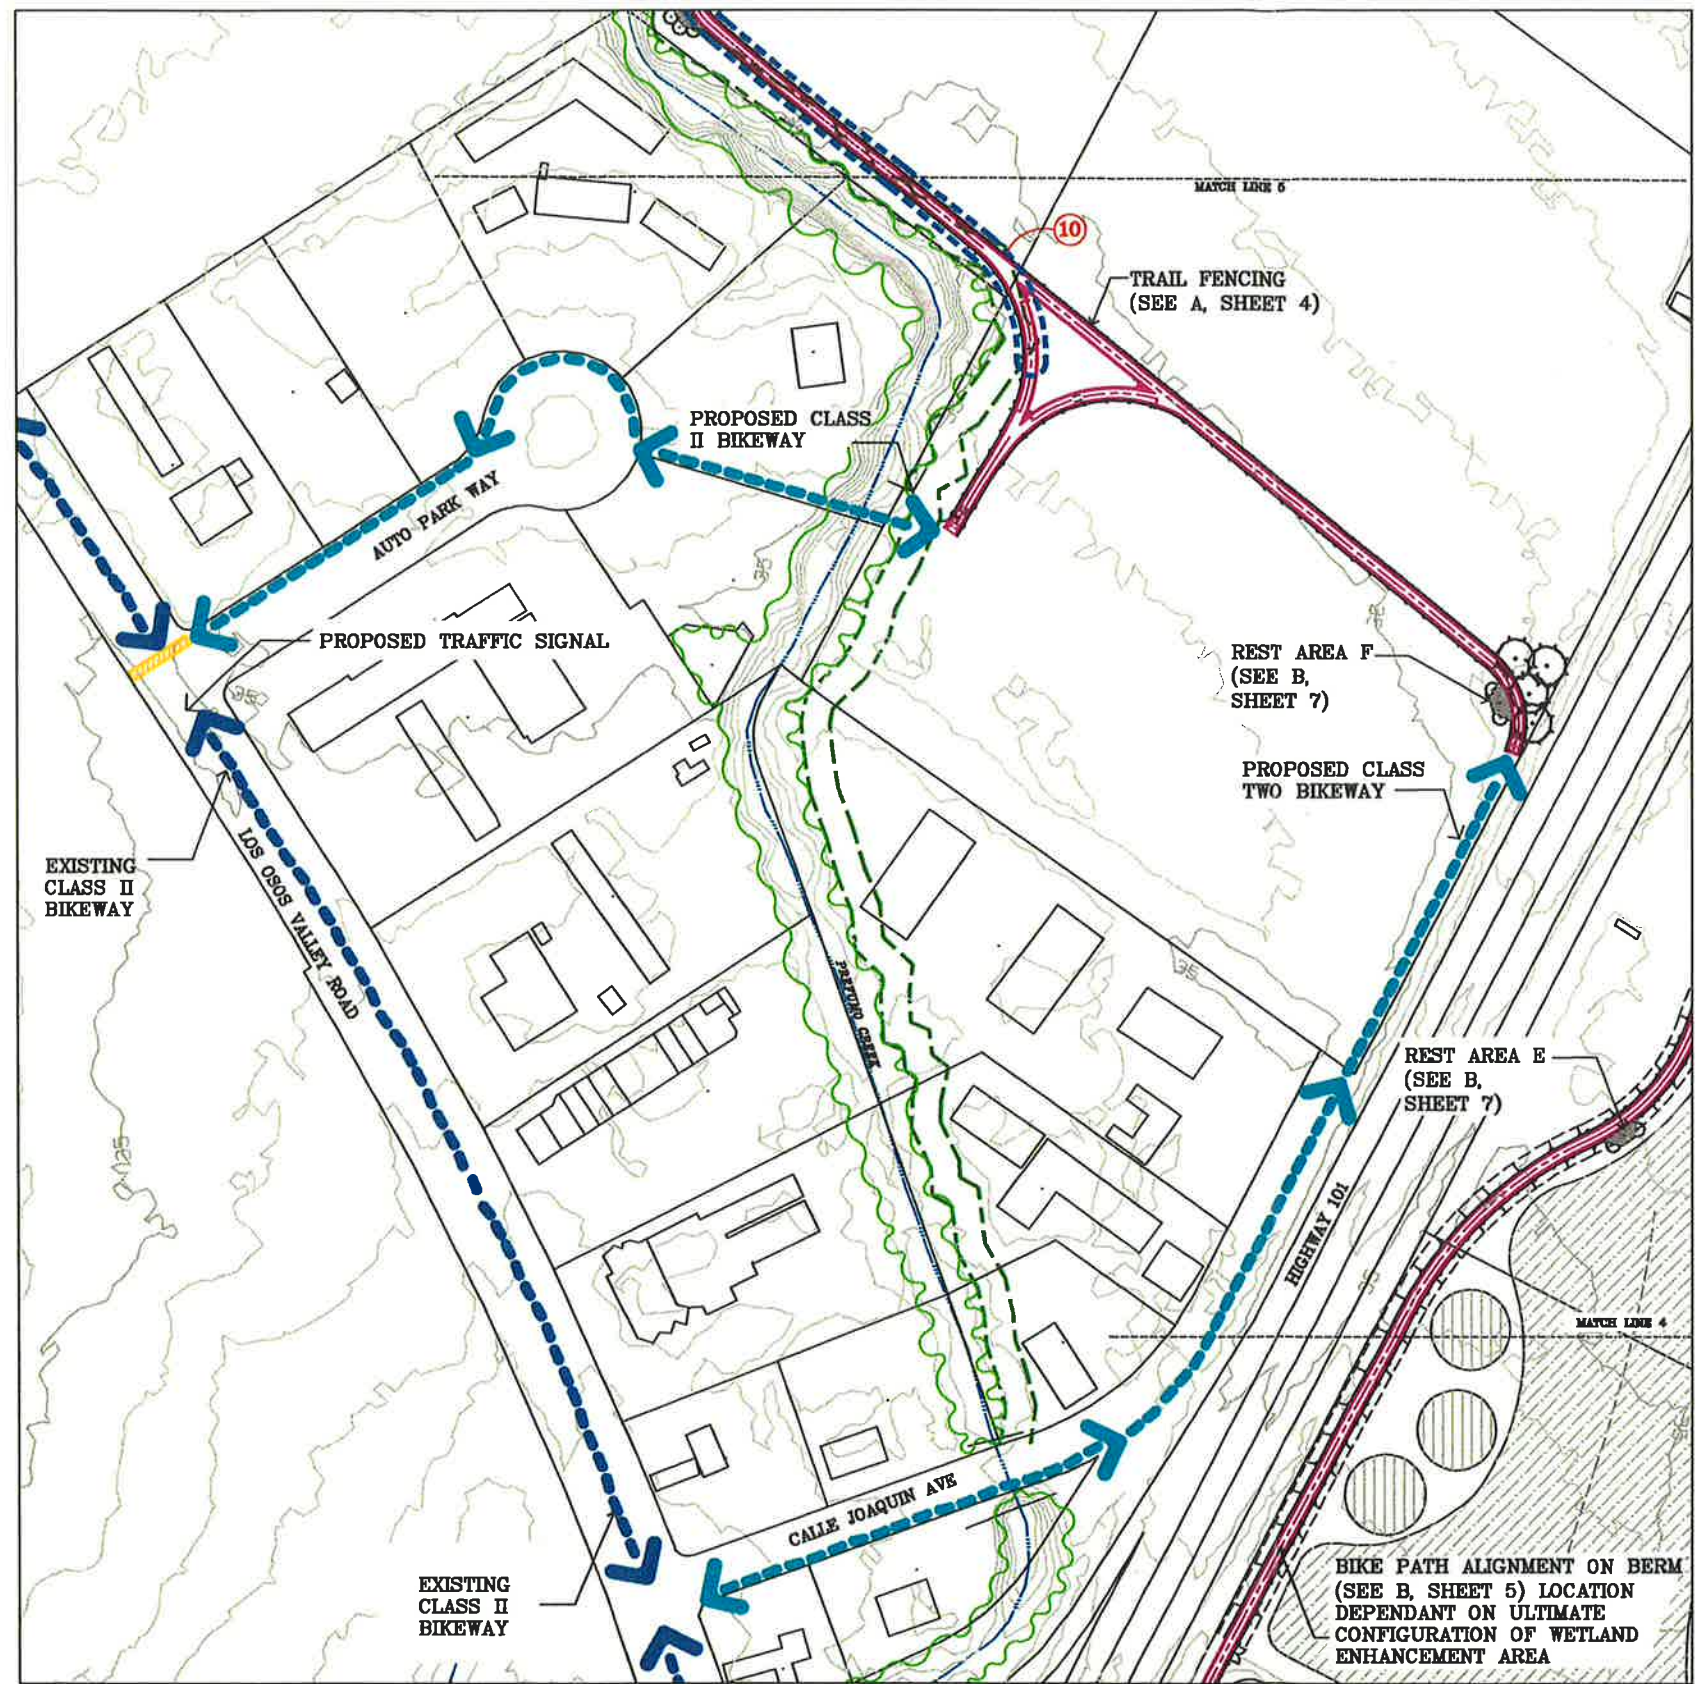 MATCH LINE 5
10
TRAIL FENCING
(SEE A, SHEET 4)
PROPOSED CLASS
II BIKEWAY
AUTO PARK WAY
35
PROPOSED TRAFFIC SIGNAL
35
REST AREA F
(SEE B,
SHEET 7)
PROPOSED CLASS
TWO BIKEWAY
EXISTING
CLASS II
BIKEWAY
LOS OSOS VALLEY ROAD
PREFUMO CREEK
35
REST AREA E
(SEE B,
SHEET 7)
125
HIGHWAY 101
35
MATCH LINE 4
CALLE JOAQUIN AVE
EXISTING
CLASS II
BIKEWAY
BIKE PATH ALIGNMENT ON BERM
(SEE B, SHEET 5) LOCATION
DEPENDANT ON ULTIMATE
CONFIGURATION OF WETLAND
ENHANCEMENT AREA